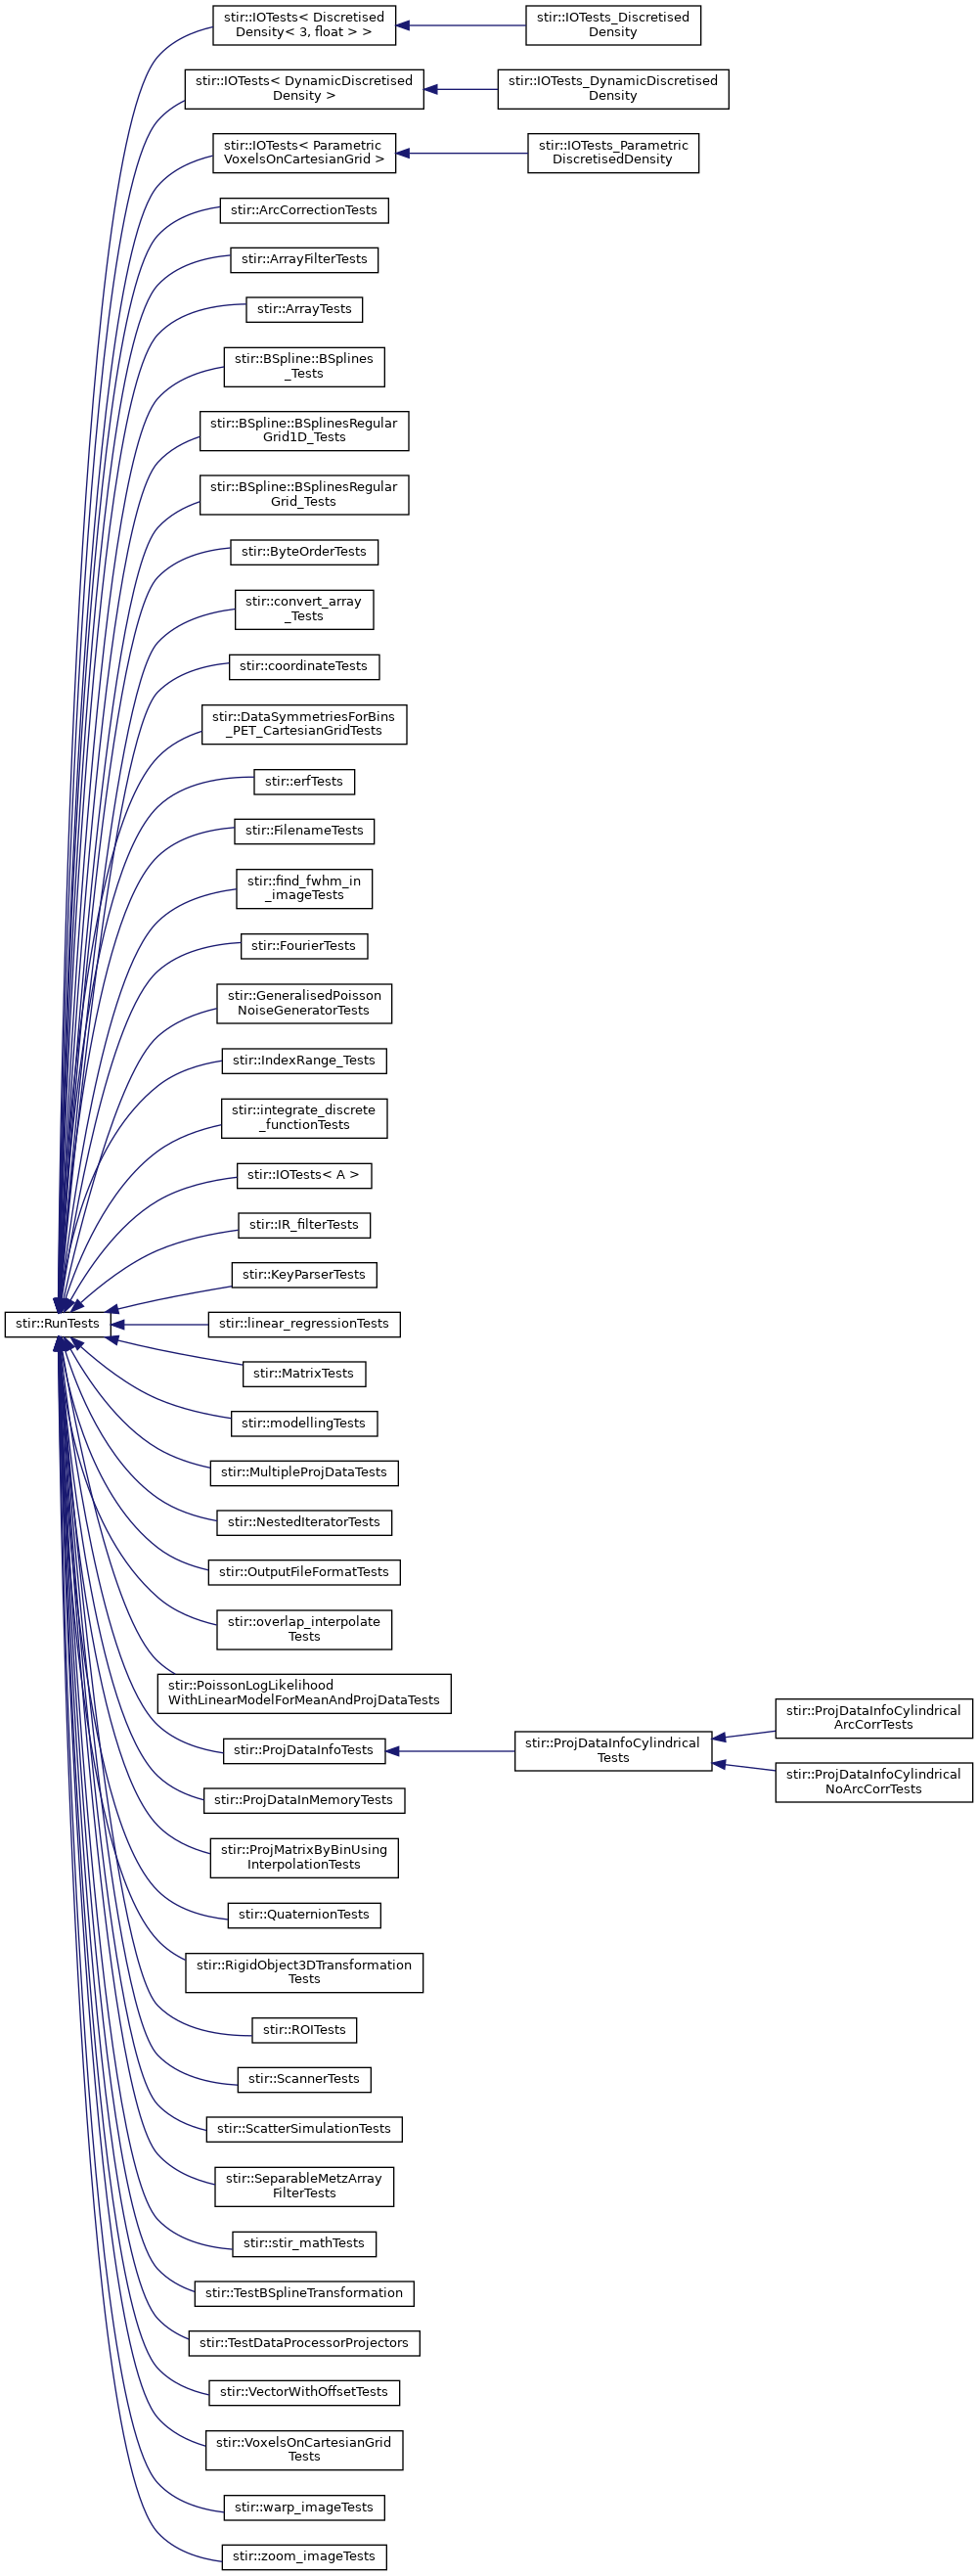 stir::IOTests< Discretised
Density< 3, float > >
stir::IOTests_Discretised
Density
stir::IOTests< DynamicDiscretised
Density >
stir::IOTests_DynamicDiscretised
Density
stir::IOTests< Parametric
VoxelsOnCartesianGrid >
stir::IOTests_Parametric
DiscretisedDensity
stir::ArcCorrectionTests
stir::ArrayFilterTests
stir::ArrayTests
stir::BSpline::BSplines
_Tests
stir::BSpline::BSplinesRegular
Grid1D_Tests
stir::BSpline::BSplinesRegular
Grid_Tests
stir::ByteOrderTests
stir::convert_array
_Tests
stir::coordinateTests
stir::DataSymmetriesForBins
_PET_CartesianGridTests
stir::erfTests
stir::FilenameTests
stir::find_fwhm_in
_imageTests
stir::FourierTests
stir::GeneralisedPoisson
NoiseGeneratorTests
stir::IndexRange_Tests
stir::integrate_discrete
_functionTests
stir::IOTests< A >
stir::IR_filterTests
stir::KeyParserTests
stir::RunTests
stir::linear_regressionTests
stir::MatrixTests
stir::modellingTests
stir::MultipleProjDataTests
stir::NestedIteratorTests
stir::OutputFileFormatTests
stir::overlap_interpolate
Tests
stir::PoissonLogLikelihood
WithLinearModelForMeanAndProjDataTests
stir::ProjDataInfoTests
stir::ProjDataInfoCylindrical
Tests
stir::ProjDataInfoCylindrical
ArcCorrTests
stir::ProjDataInfoCylindrical
NoArcCorrTests
stir::ProjDataInMemoryTests
stir::ProjMatrixByBinUsing
InterpolationTests
stir::QuaternionTests
stir::RigidObject3DTransformation
Tests
stir::ROITests
stir::ScannerTests
stir::ScatterSimulationTests
stir::SeparableMetzArray
FilterTests
stir::stir_mathTests
stir::TestBSplineTransformation
stir::TestDataProcessorProjectors
stir::VectorWithOffsetTests
stir::VoxelsOnCartesianGrid
Tests
stir::warp_imageTests
stir::zoom_imageTests